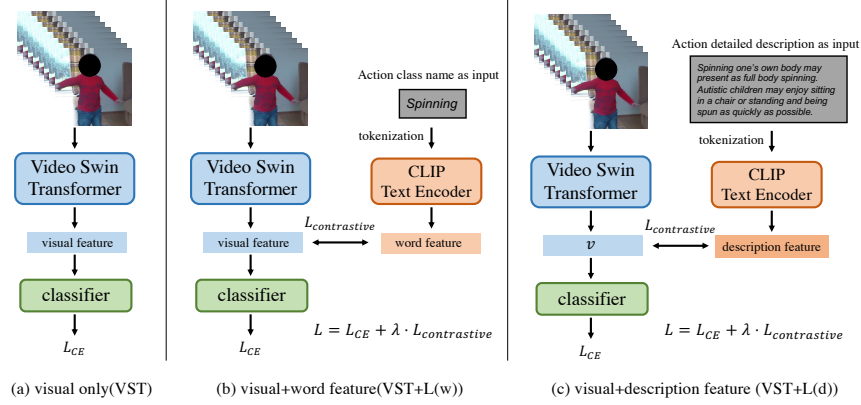 Video Swin
Transformer
visual feature
classifier
L_CE
(a) visual only(VST)
Action class name as input
Spinning
tokenization
Video Swin
Transformer
CLIP
Text Encoder
L_contrastive
visual feature
word feature
classifier
L = L_CE + λ · L_contrastive
L_CE
(b) visual+word feature(VST+L(w))
Action detailed description as input
Spinning one's own body may
present as full body spinning.
Autistic children may enjoy sitting
in a chair or standing and being
spun as quickly as possible.
tokenization
Video Swin
Transformer
CLIP
Text Encoder
L_contrastive
v
description feature
classifier
L = L_CE + λ · L_contrastive
L_CE
(c) visual+description feature (VST+L(d))